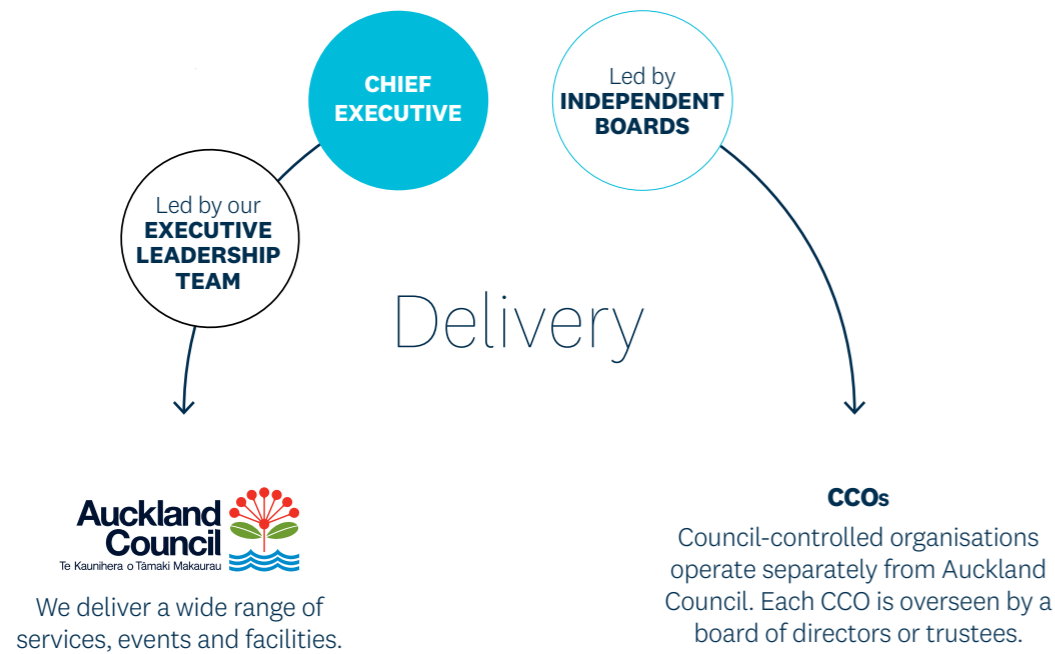 CHIEF
EXECUTIVE
Led by
INDEPENDENT
BOARDS
Led by our
EXECUTIVE
LEADERSHIP
TEAM
Delivery
Auckland
Council
Te Kaunihera o Tāmaki Makaurau
We deliver a wide range of
services, events and facilities.
CCOs
Council-controlled organisations
operate separately from Auckland
Council. Each CCO is overseen by a
board of directors or trustees.